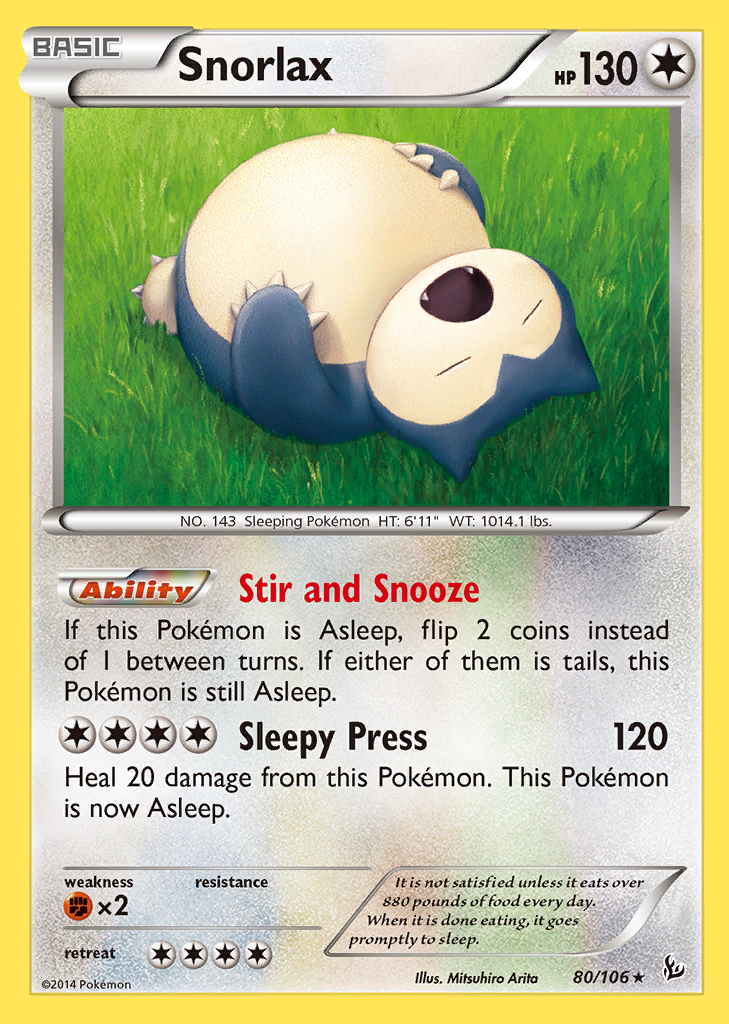 BASIC
Snorlax
HP 130
NO. 143 Sleeping Pokémon HT: 6'11" WT: 1014.1 lbs.
Ability Stir and Snooze
If this Pokémon is Asleep, flip 2 coins instead
of 1 between turns. If either of them is tails, this
Pokémon is still Asleep.
Sleepy Press 120
Heal 20 damage from this Pokémon. This Pokémon
is now Asleep.
weakness resistance
×2
retreat
It is not satisfied unless it eats over
880 pounds of food every day.
When it is done eating, it goes
promptly to sleep.
©2014 Pokémon
Illus. Mitsuhiro Arita 80/106 ★